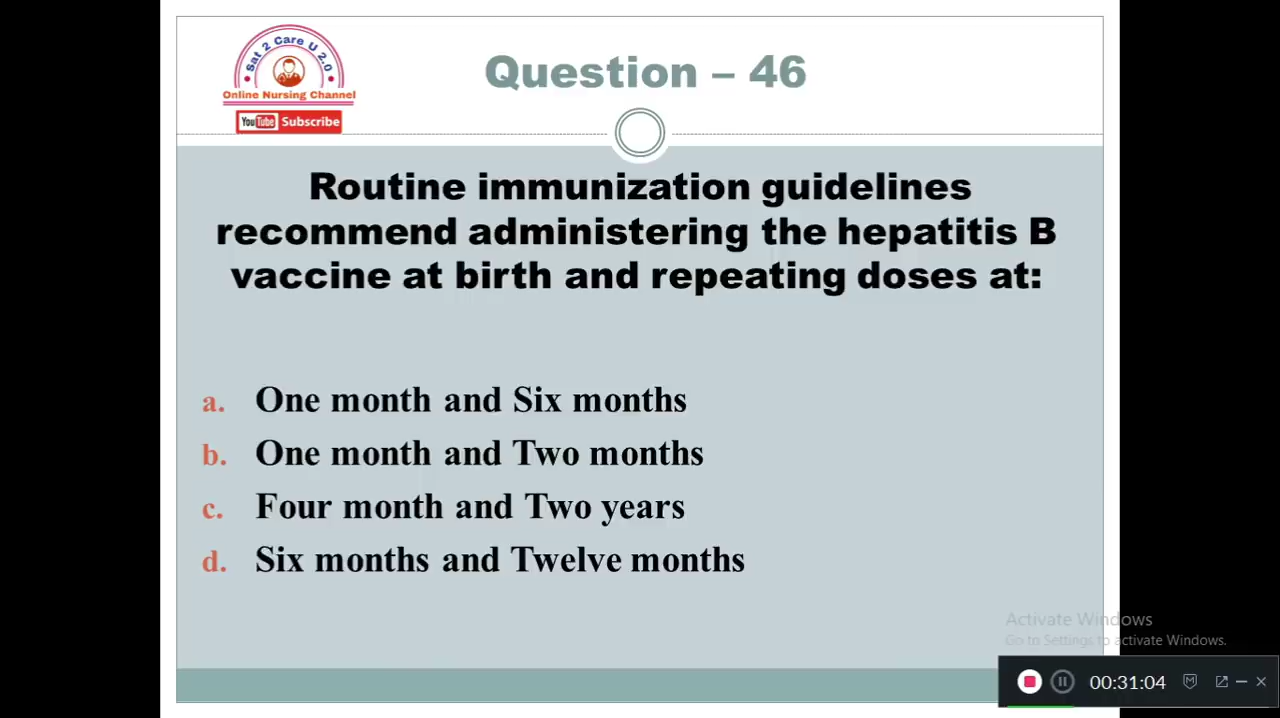 Sat 2 Care U 2.0
Online Nursing Channel
YouTube Subscribe
Question – 46
Routine immunization guidelines
recommend administering the hepatitis B
vaccine at birth and repeating doses at:
a. One month and Six months
b. One month and Two months
c. Four month and Two years
d. Six months and Twelve months
Activate Windows
Go to Settings to activate Windows.
00:31:04